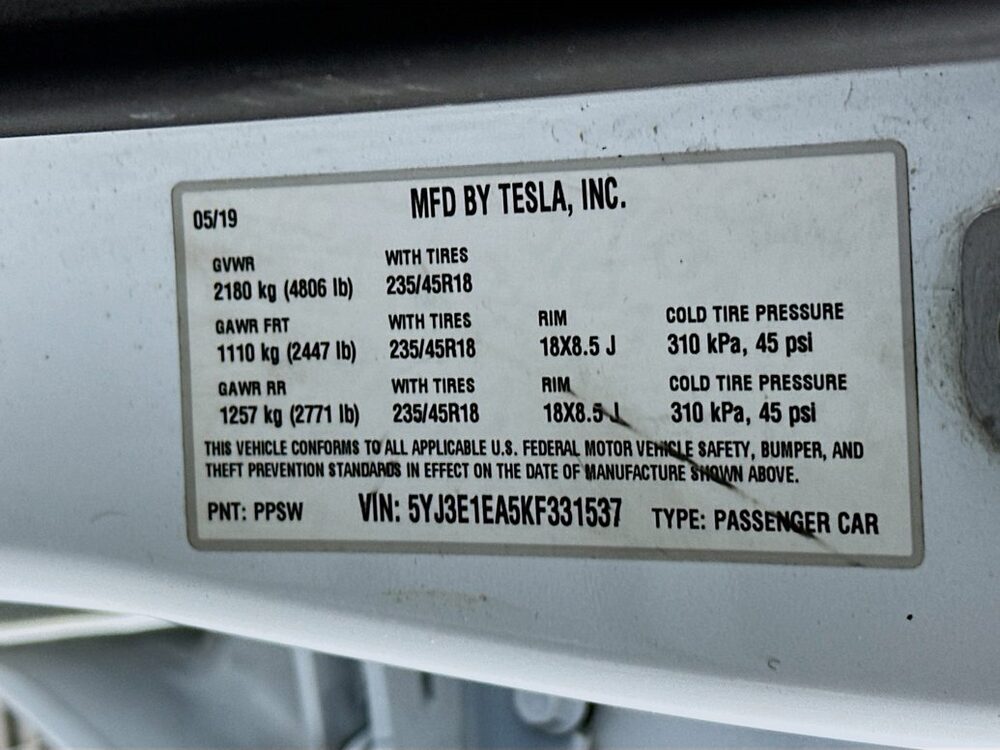 05/19 MFD BY TESLA, INC.
GVWR WITH TIRES
2180 kg (4806 lb) 235/45R18
GAWR FRT WITH TIRES RIM COLD TIRE PRESSURE
1110 kg (2447 lb) 235/45R18 18X8.5 J 310 kPa, 45 psi
GAWR RR WITH TIRES RIM COLD TIRE PRESSURE
1257 kg (2771 lb) 235/45R18 18X8.5 J 310 kPa, 45 psi
THIS VEHICLE CONFORMS TO ALL APPLICABLE U.S. FEDERAL MOTOR VEHICLE SAFETY, BUMPER, AND
THEFT PREVENTION STANDARDS IN EFFECT ON THE DATE OF MANUFACTURE SHOWN ABOVE.
PNT: PPSW VIN: 5YJ3E1EA5KF331537 TYPE: PASSENGER CAR